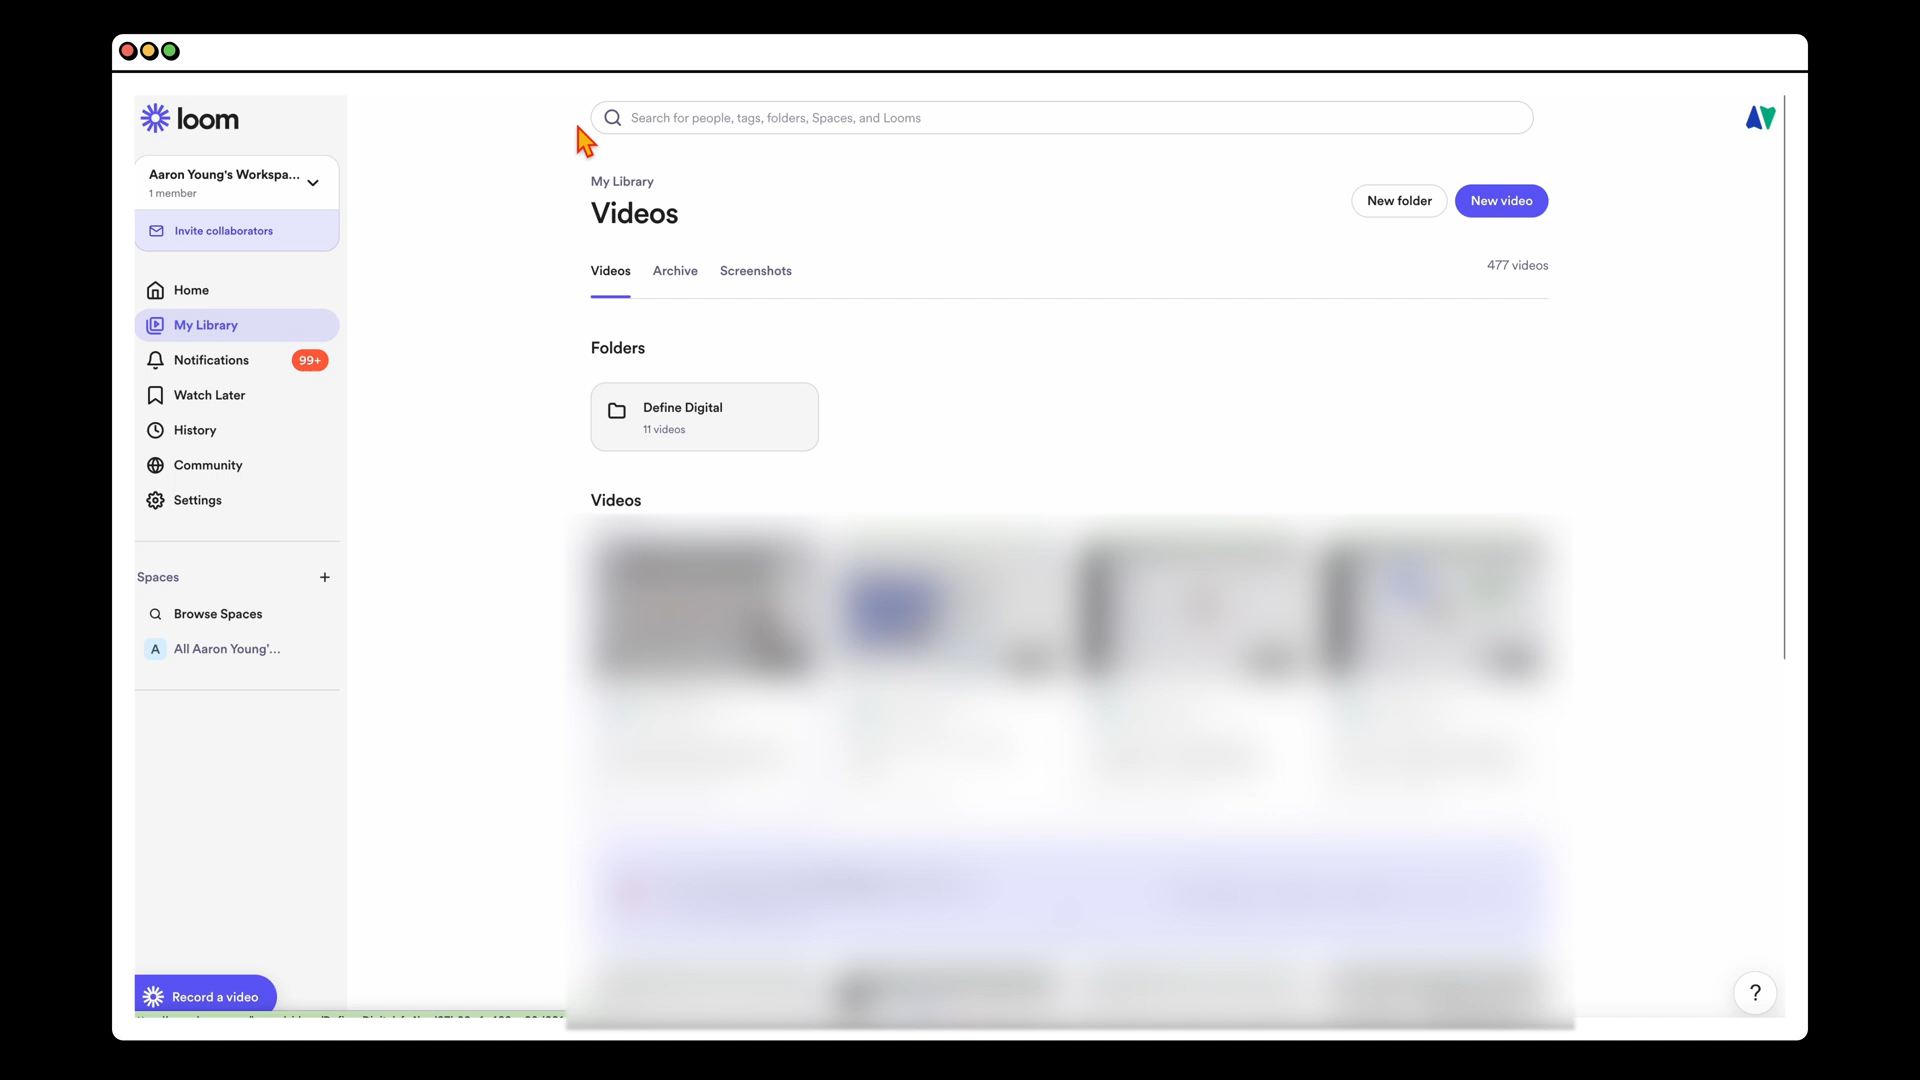 loom
Search for people, tags, folders, Spaces, and Looms
Aaron Young's Workspa...
1 member
Invite collaborators
Home
My Library
Notifications
99+
Watch Later
History
Community
Settings
Spaces
+
Browse Spaces
A
All Aaron Young'...
Record a video
My Library
Videos
New folder
New video
Videos
Archive
Screenshots
477 videos
Folders
Define Digital
11 videos
Videos
?